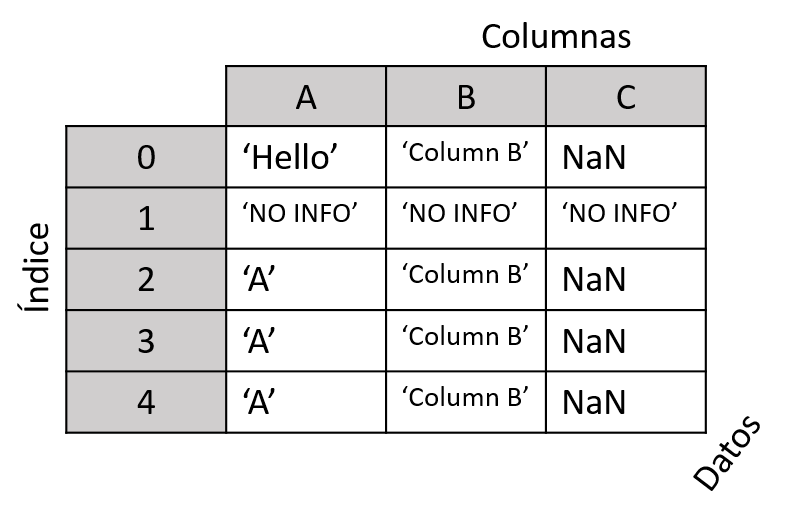 Columnas
A B C
0 ‘Hello’ ‘Column B’ NaN
1 ‘NO INFO’ ‘NO INFO’ ‘NO INFO’
2 ‘A’ ‘Column B’ NaN
3 ‘A’ ‘Column B’ NaN
4 ‘A’ ‘Column B’ NaN
Índice
Datos